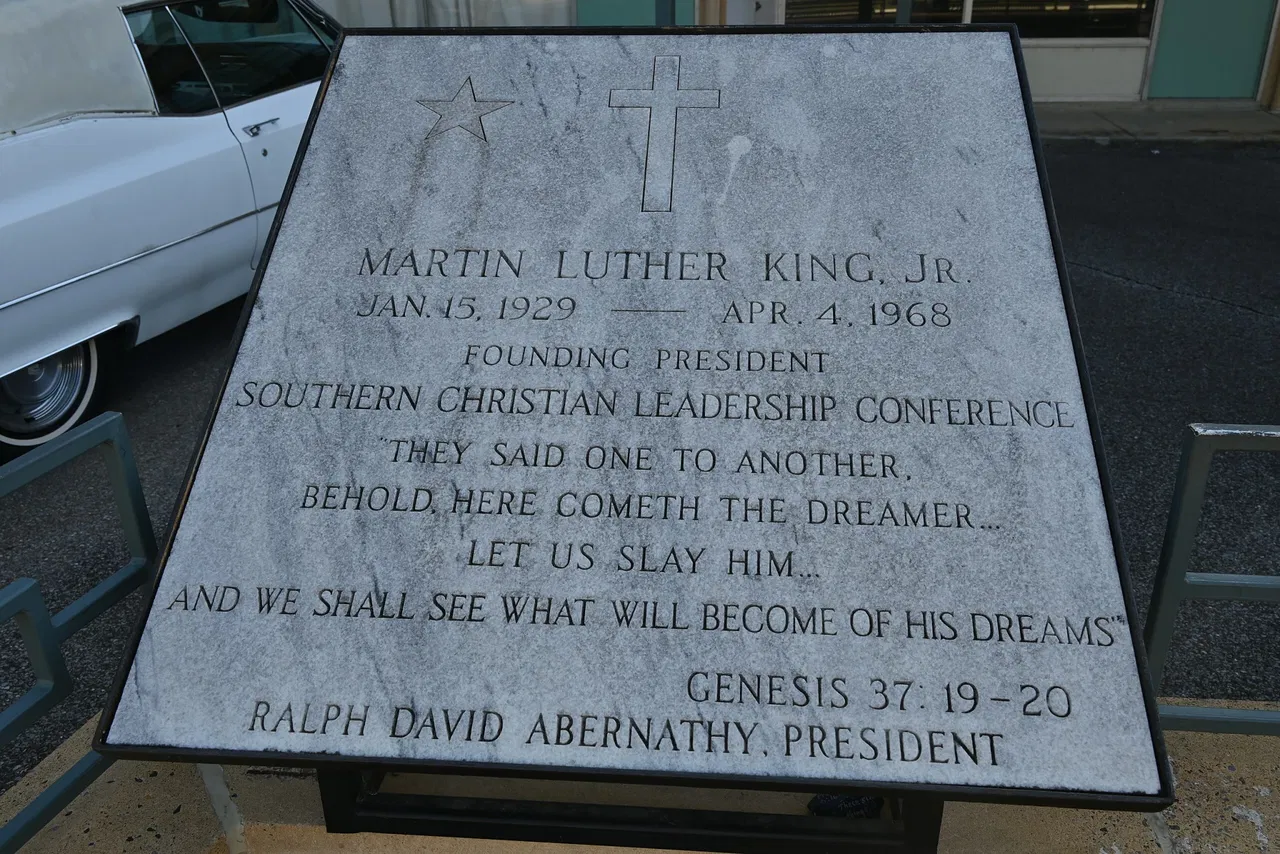 MARTIN LUTHER KING, JR.
JAN. 15, 1929 — APR. 4, 1968
FOUNDING PRESIDENT
SOUTHERN CHRISTIAN LEADERSHIP CONFERENCE
"THEY SAID ONE TO ANOTHER,
BEHOLD, HERE COMETH THE DREAMER...
LET US SLAY HIM...
AND WE SHALL SEE WHAT WILL BECOME OF HIS DREAMS"
GENESIS 37: 19-20
RALPH DAVID ABERNATHY, PRESIDENT